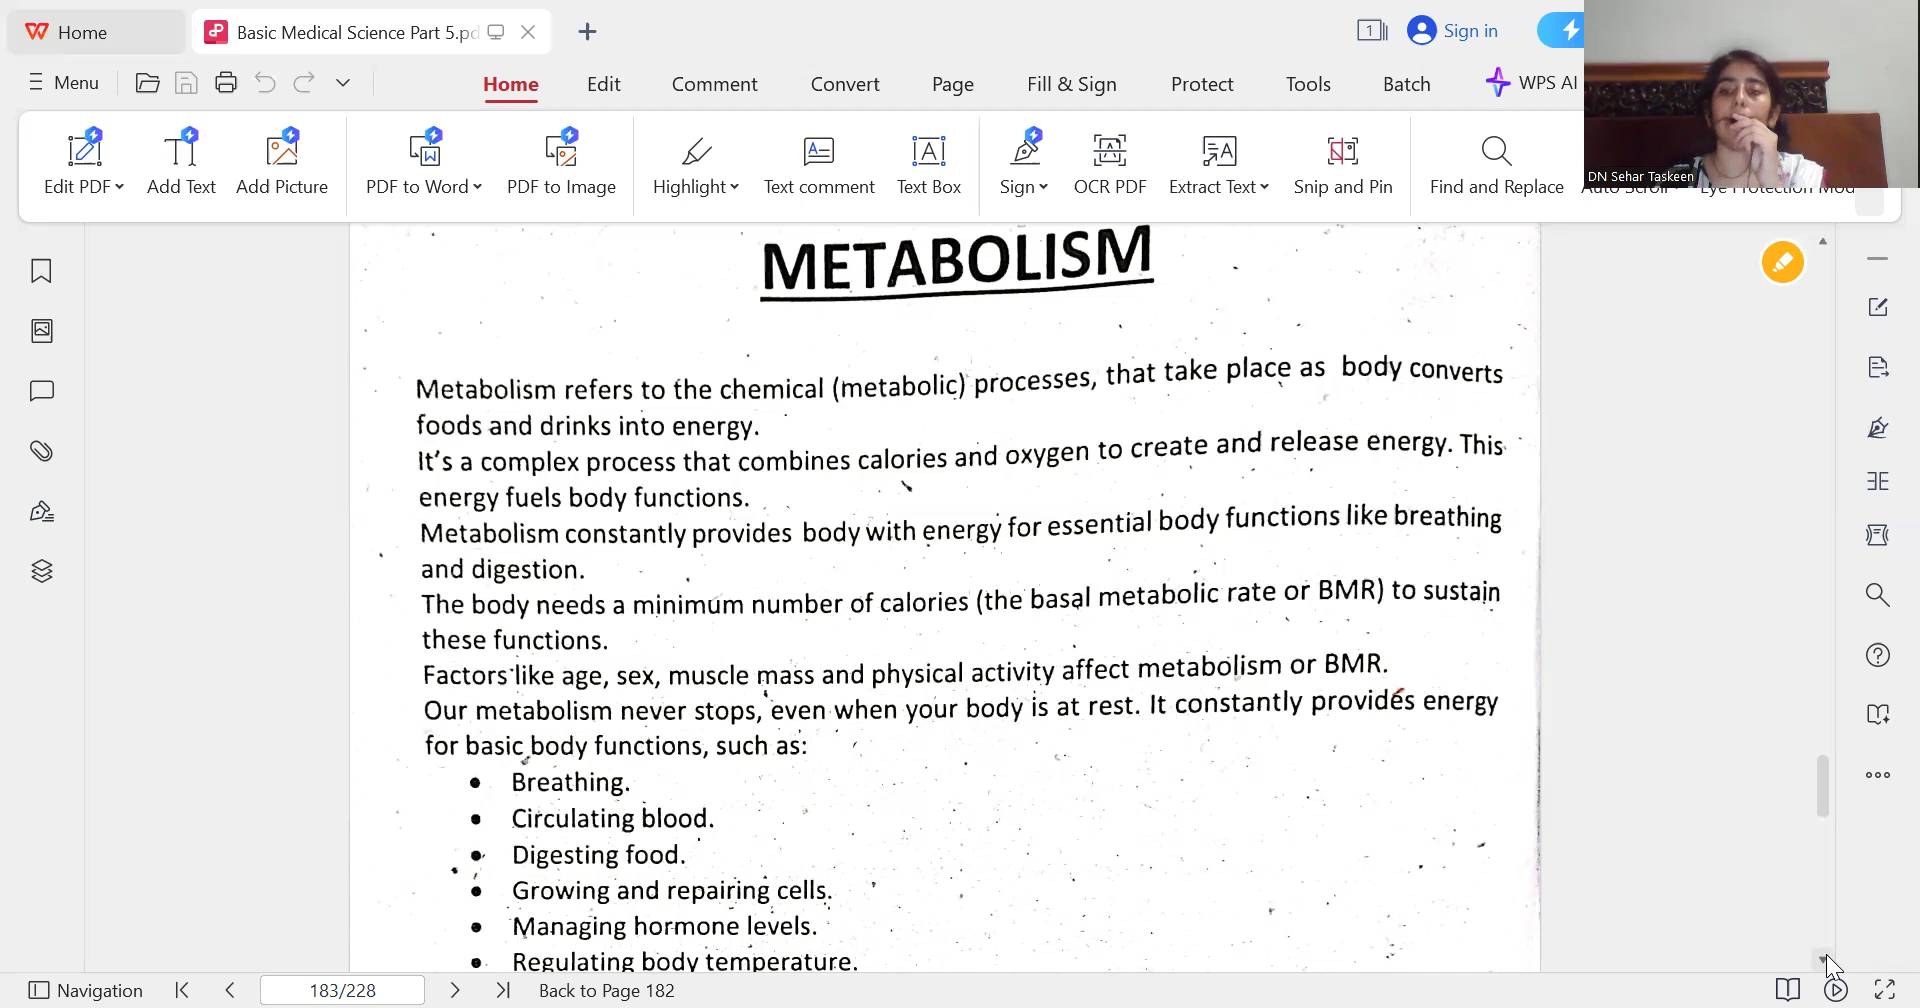 Home
Basic Medical Science Part 5.pd
Sign in
Menu
Home
Edit
Comment
Convert
Page
Fill & Sign
Protect
Tools
Batch
WPS AI
Edit PDF
Add Text
Add Picture
PDF to Word
PDF to Image
Highlight
Text comment
Text Box
Sign
OCR PDF
Extract Text
Snip and Pin
Find and Replace
DN Sehar Taskeen
METABOLISM
Metabolism refers to the chemical (metabolic) processes, that take place as body converts
foods and drinks into energy.
It's a complex process that combines calories and oxygen to create and release energy. This
energy fuels body functions.
Metabolism constantly provides body with energy for essential body functions like breathing
and digestion.
The body needs a minimum number of calories (the basal metabolic rate or BMR) to sustain
these functions.
Factors like age, sex, muscle mass and physical activity affect metabolism or BMR.
Our metabolism never stops, even when your body is at rest. It constantly provides energy
for basic body functions, such as:
• Breathing.
• Circulating blood.
• Digesting food.
• Growing and repairing cells.
• Managing hormone levels.
• Regulating body temperature.
Navigation
183/228
Back to Page 182